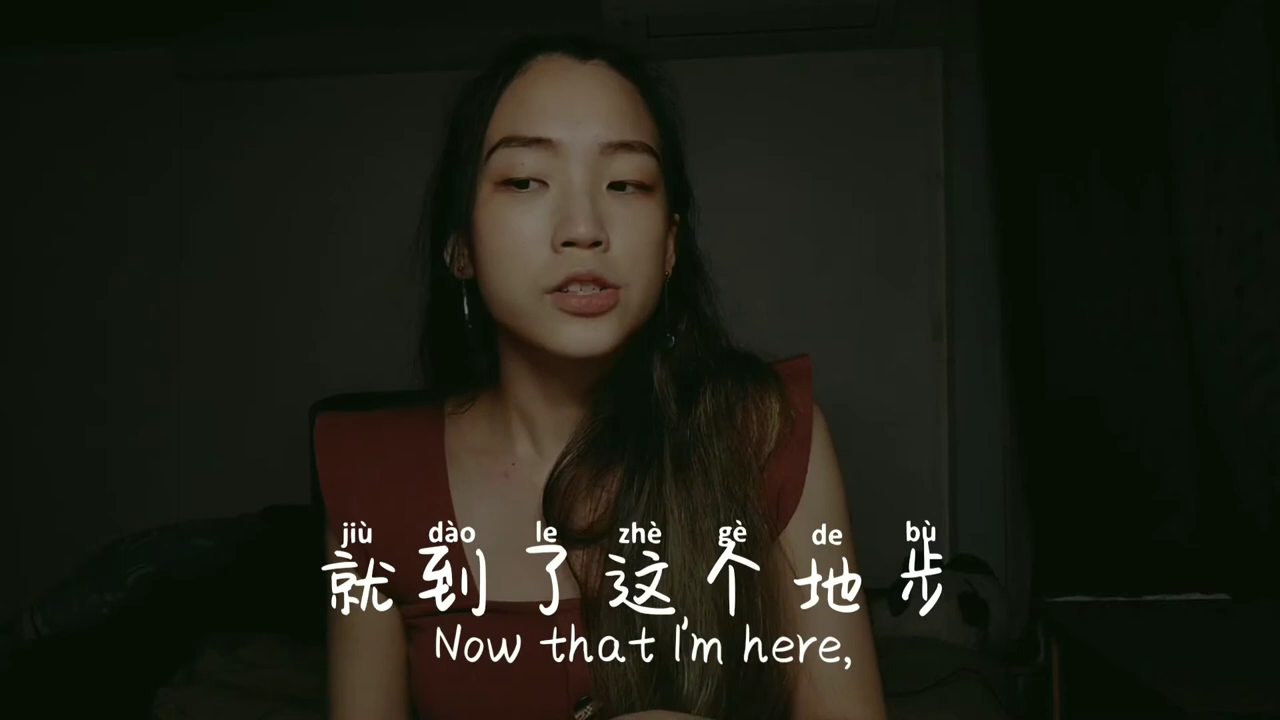 jiù dào le zhè gè de bù
就到了这个地步
Now that I'm here,